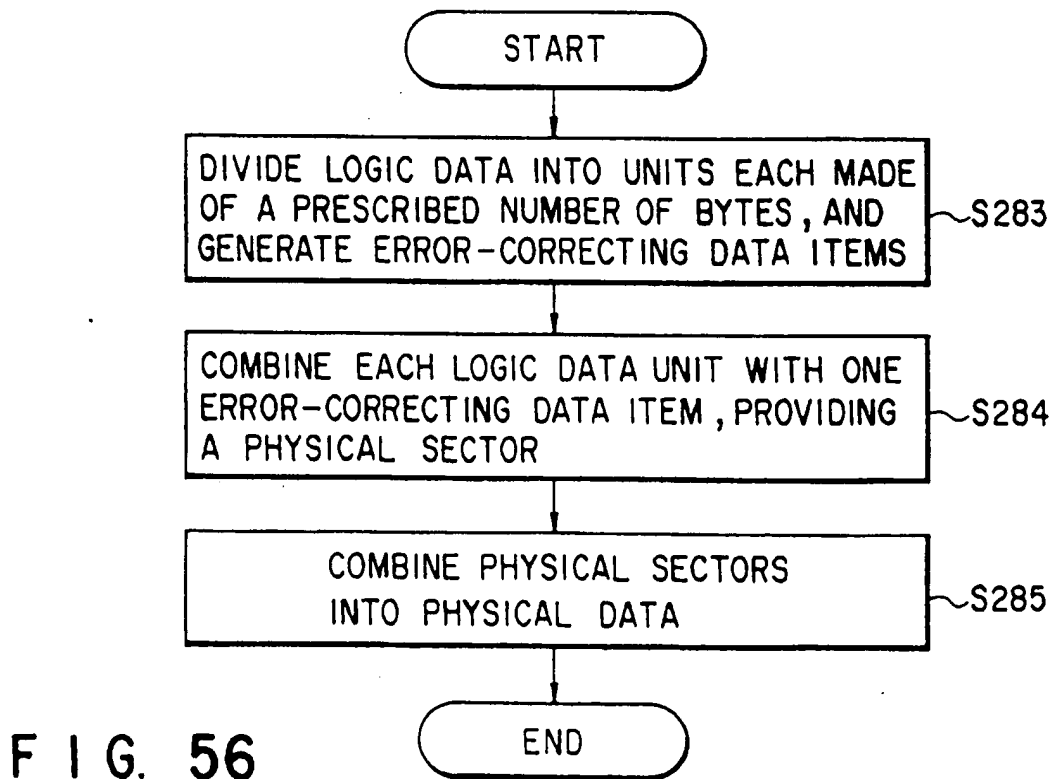 START
DIVIDE LOGIC DATA INTO UNITS EACH MADE
OF A PRESCRIBED NUMBER OF BYTES, AND
GENERATE ERROR-CORRECTING DATA ITEMS
S283
COMBINE EACH LOGIC DATA UNIT WITH ONE
ERROR-CORRECTING DATA ITEM, PROVIDING
A PHYSICAL SECTOR
S284
COMBINE PHYSICAL SECTORS
INTO PHYSICAL DATA
S285
END
FIG. 56